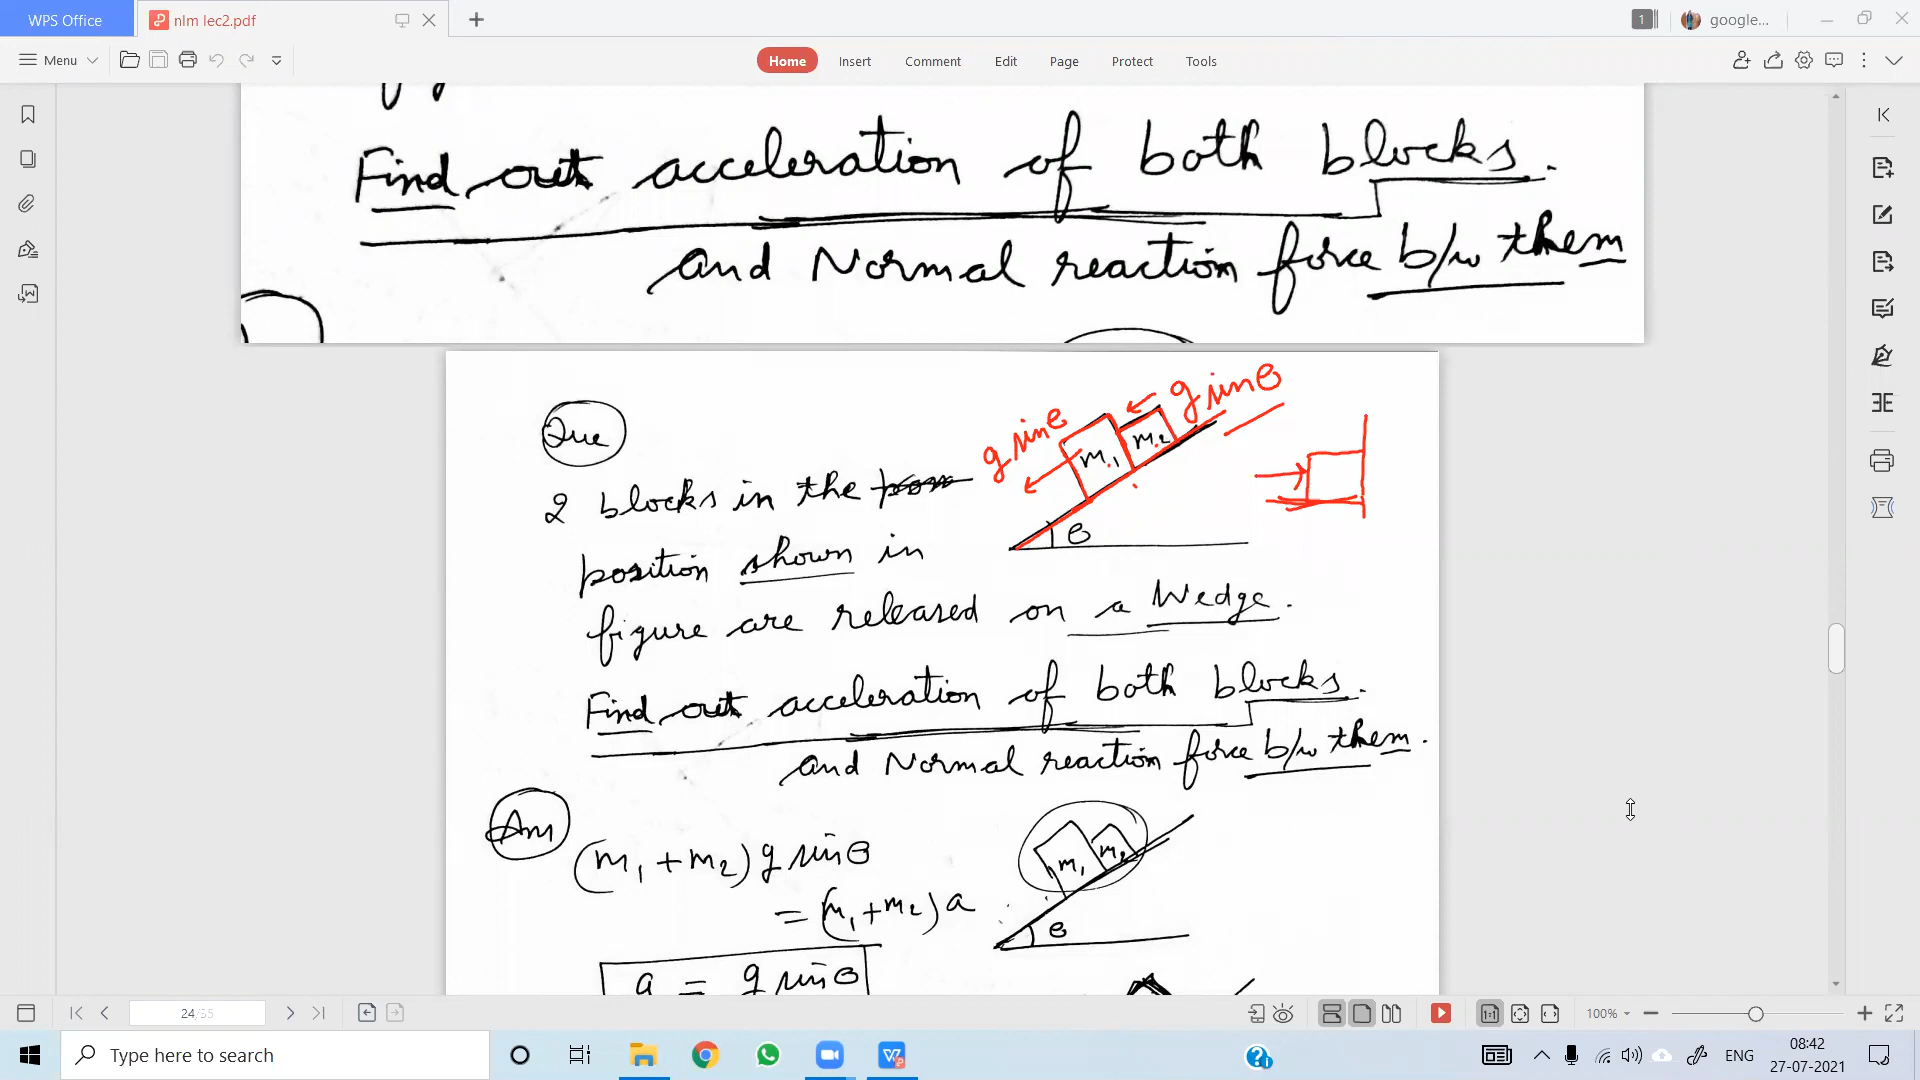 WPS Office
nlm lec2.pdf
1
google...
Menu
Home
Insert
Comment
Edit
Page
Protect
Tools
Find out acceleration of both blocks.
and Normal reaction force b/w them
Que
g sinθ
g sinθ
m1
m2
θ
2 blocks in the
position shown in
figure are released on a Wedge.
Find out acceleration of both blocks.
and Normal reaction force b/w them.
Ans
(m1+m2) g sinθ
= (m1+m2) a
m1
m2
θ
a = g sinθ
24/55
1:1
100%
Type here to search
ENG
08:42
27-07-2021